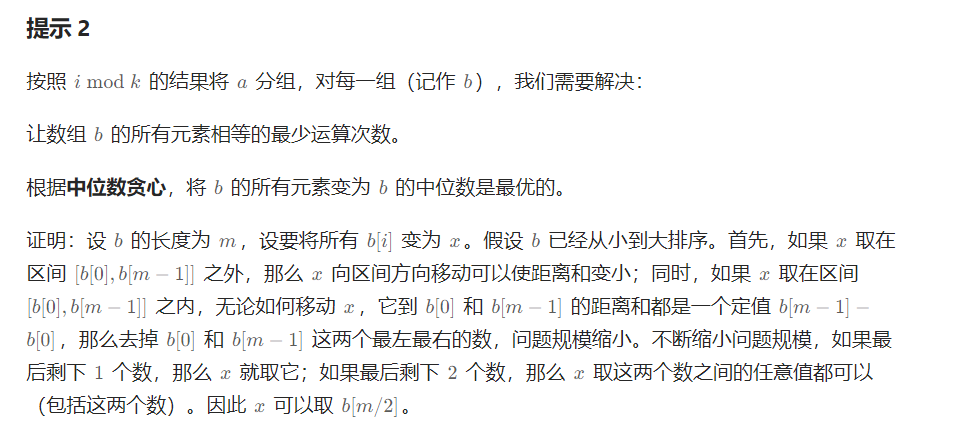 提示 2
按照 i mod k 的结果将 a 分组，对每一组（记作 b），我们需要解决：
让数组 b 的所有元素相等的最少运算次数。
根据中位数贪心，将 b 的所有元素变为 b 的中位数是最优的。
证明：设 b 的长度为 m，设要将所有 b[i] 变为 x。假设 b 已经从小到大排序。首先，如果 x 取在
区间 [b[0], b[m − 1]] 之外，那么 x 向区间方向移动可以使距离和变小；同时，如果 x 取在区间
[b[0], b[m − 1]] 之内，无论如何移动 x，它到 b[0] 和 b[m − 1] 的距离和都是一个定值 b[m − 1] −
b[0]，那么去掉 b[0] 和 b[m − 1] 这两个最左最右的数，问题规模缩小。不断缩小问题规模，如果最
后剩下 1 个数，那么 x 就取它；如果最后剩下 2 个数，那么 x 取这两个数之间的任意值都可以
（包括这两个数）。因此 x 可以取 b[m/2]。